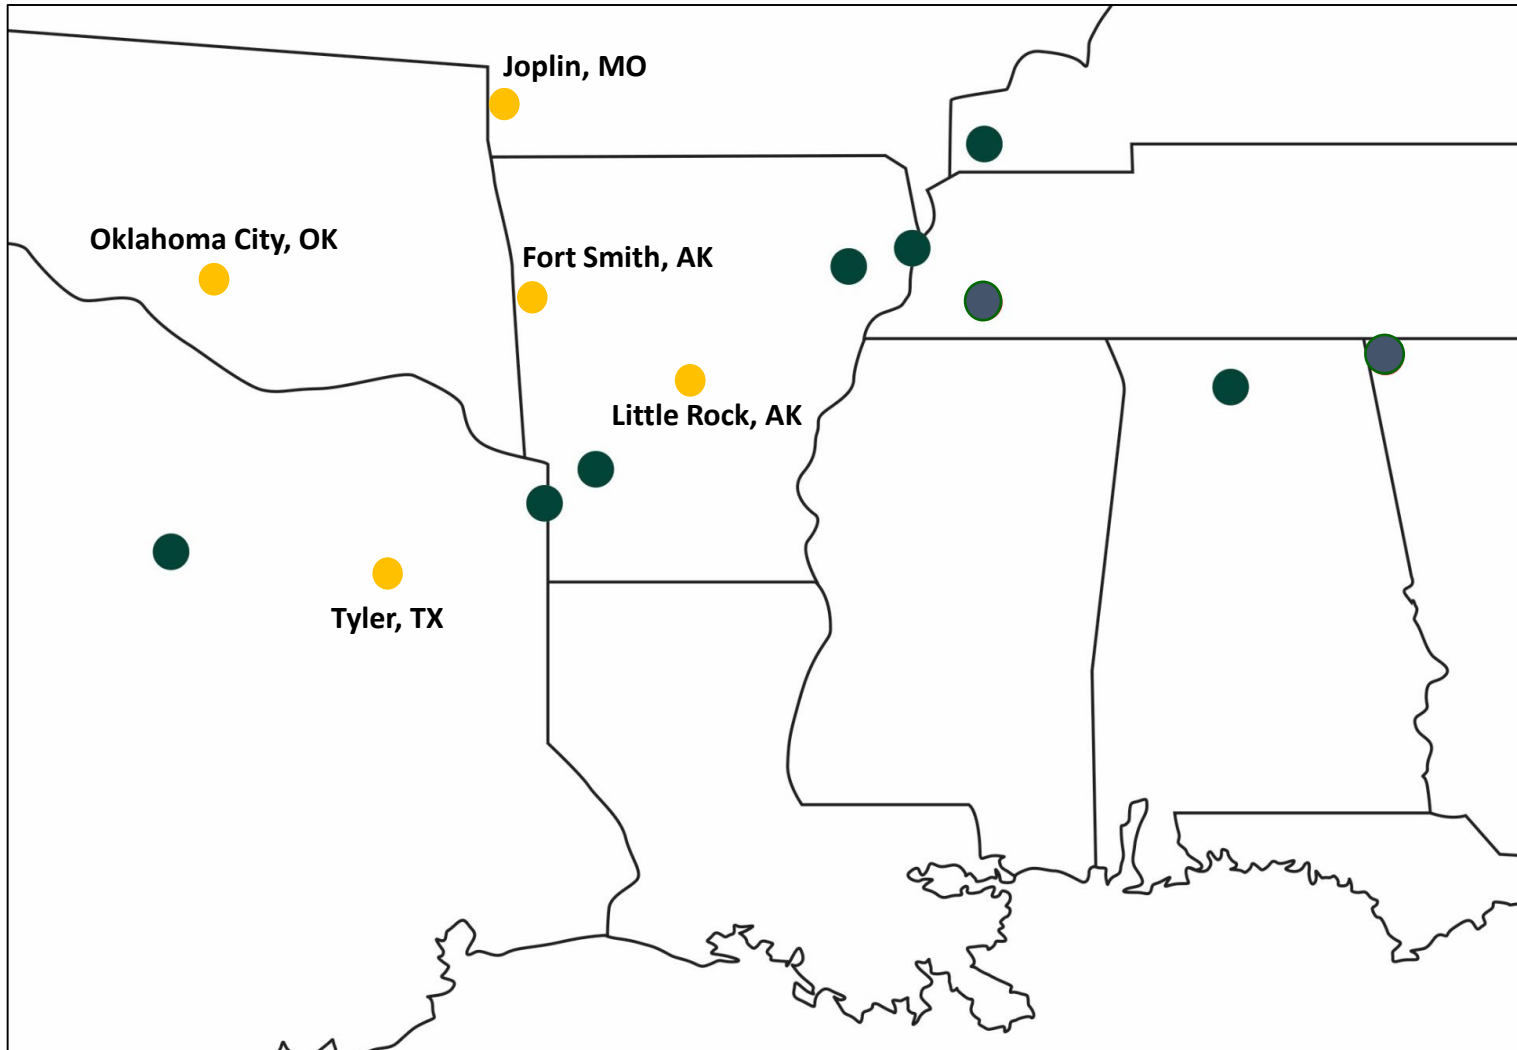 Joplin, MO
Oklahoma City, OK
Fort Smith, AK
Little Rock, AK
Tyler, TX